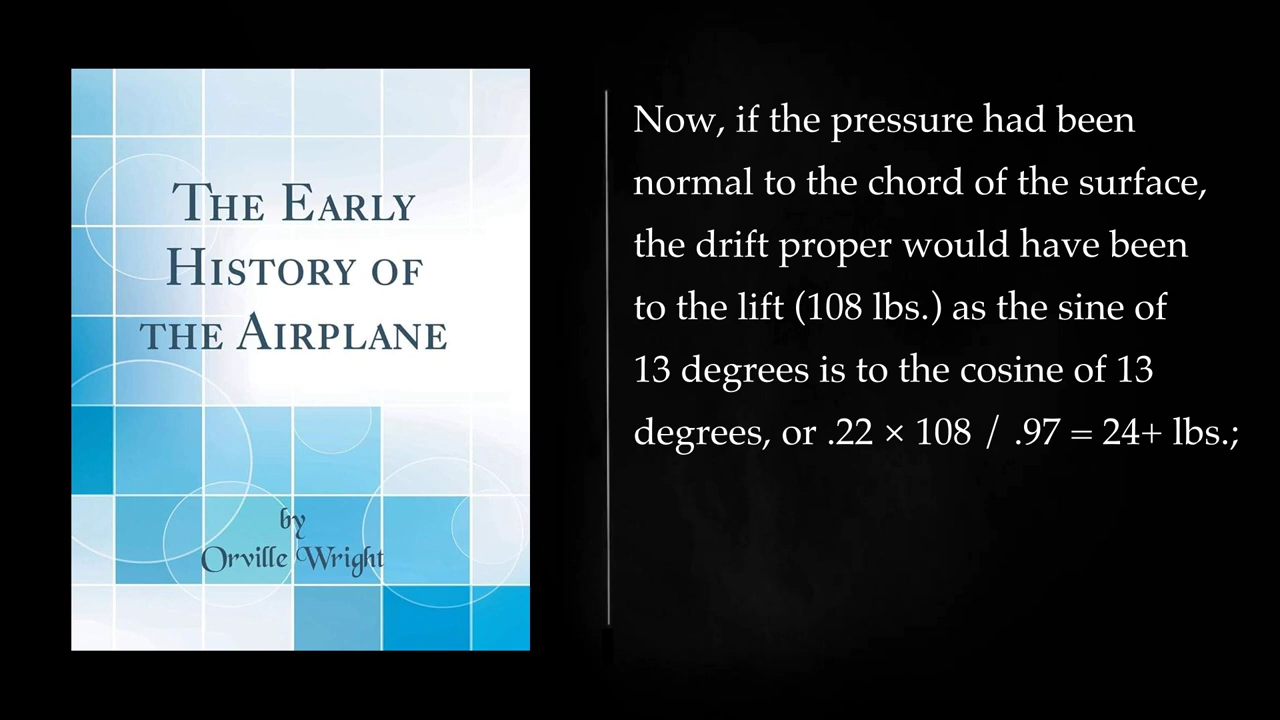 The Early
History of
the Airplane
by
Orville Wright
Now, if the pressure had been
normal to the chord of the surface,
the drift proper would have been
to the lift (108 lbs.) as the sine of
13 degrees is to the cosine of 13
degrees, or .22 × 108 / .97 = 24+ lbs.;